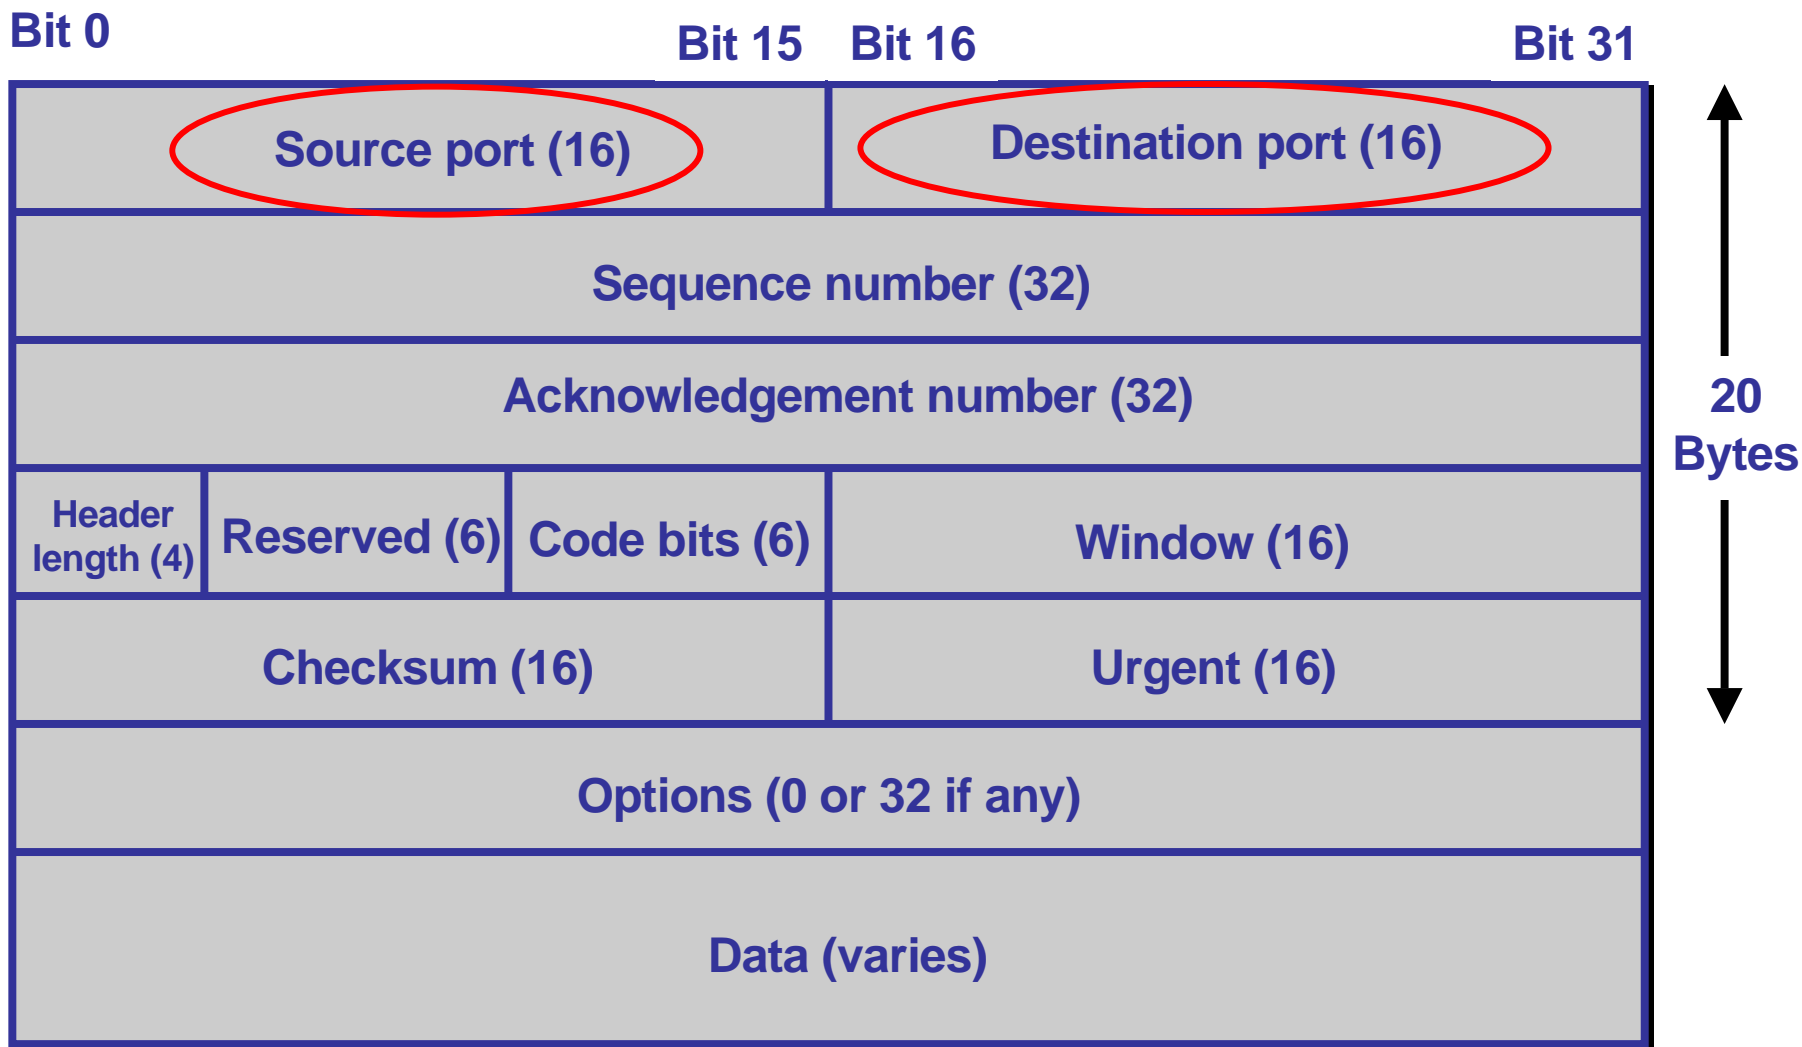 Bit 0
Bit 15
Bit 16
Bit 31
Source port (16)
Destination port (16)
Sequence number (32)
Acknowledgement number (32)
20
Bytes
Header
length (4)
Reserved (6)
Code bits (6)
Window (16)
Checksum (16)
Urgent (16)
Options (0 or 32 if any)
Data (varies)